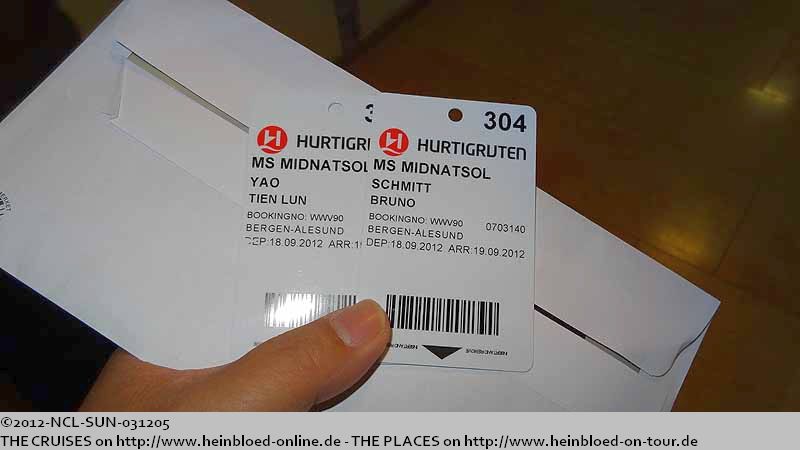 HURTIGR
MS MIDNATSOL
YAO
TIEN LUN
BOOKINGNO: WWV90
BERGEN-ALESUND
DEP:18.09.2012 ARR:1
304
HURTIGRUTEN
MS MIDNATSOL
SCHMITT
BRUNO
BOOKINGNO: WWV90 0703140
BERGEN-ALESUND
DEP:18.09.2012 ARR:19.09.2012
©2012-NCL-SUN-031205
THE CRUISES on http://www.heinbloed-online.de - THE PLACES on http://www.heinbloed-on-tour.de